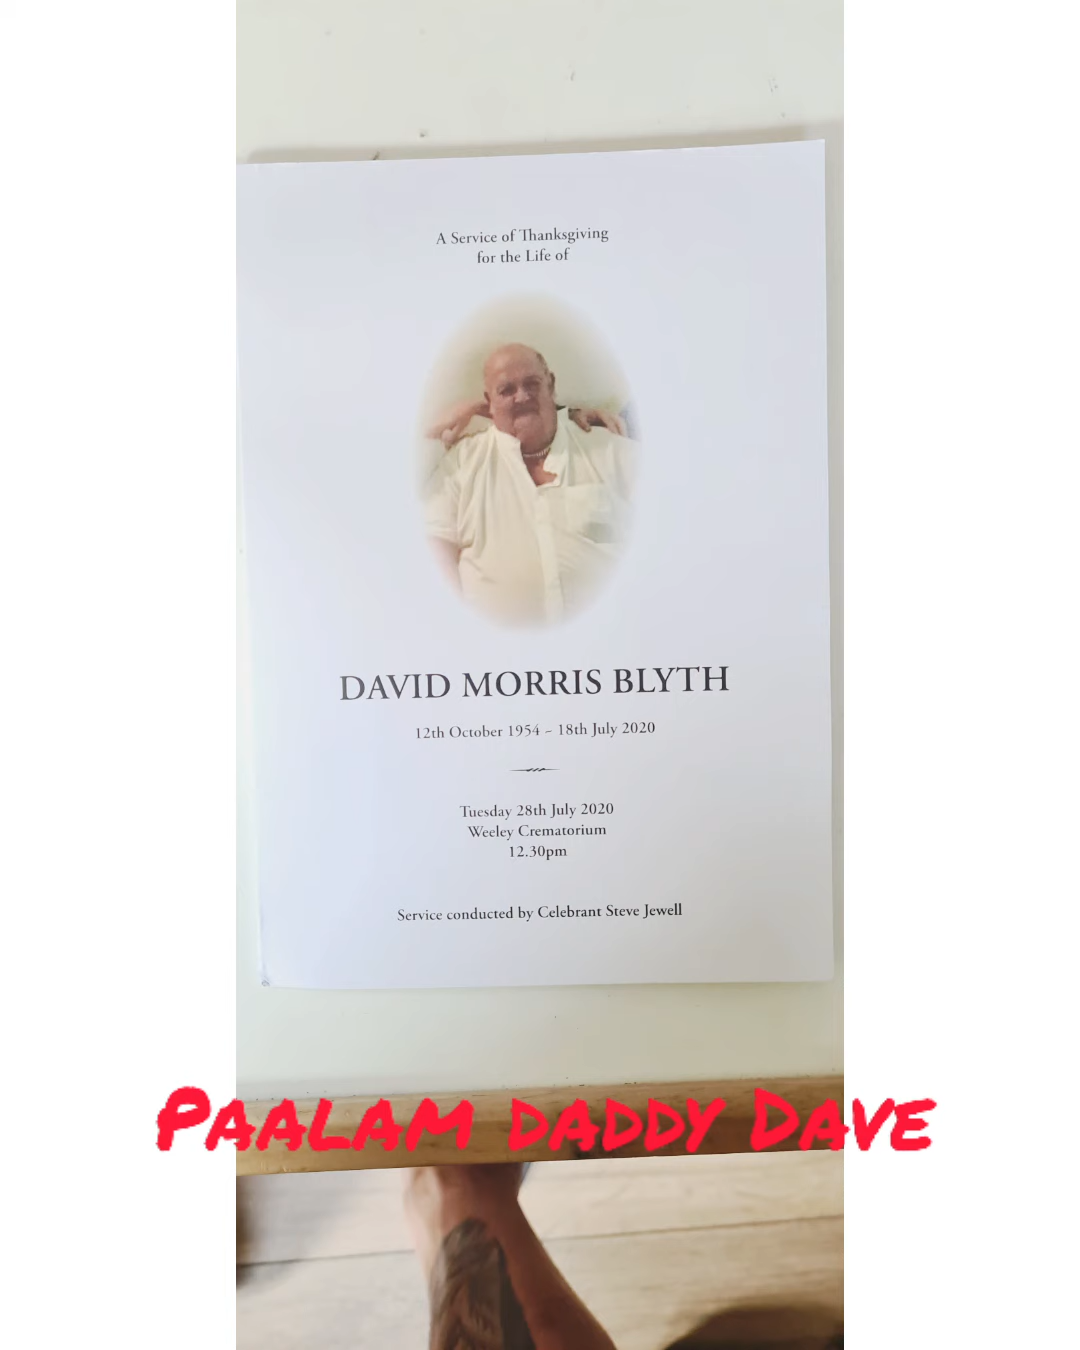 A Service of Thanksgiving
for the Life of
DAVID MORRIS BLYTH
12th October 1954 ~ 18th July 2020
Tuesday 28th July 2020
Weeley Crematorium
12.30pm
Service conducted by Celebrant Steve Jewell
PAALAM DADDY DAVE